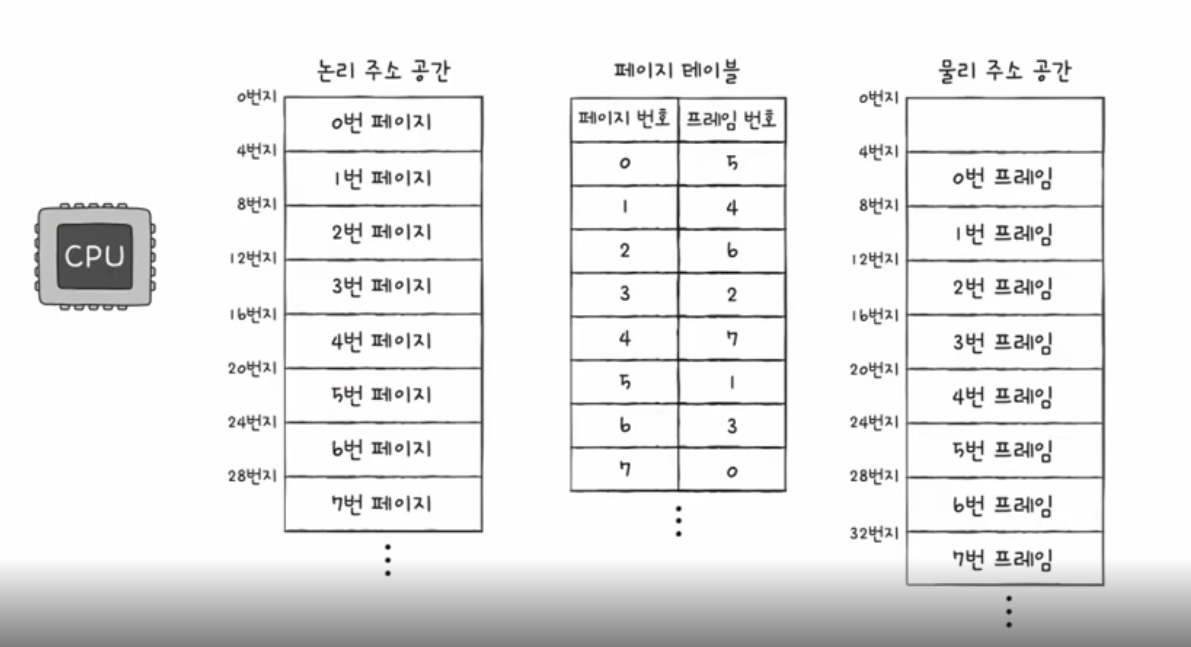 CPU
논리 주소 공간
0번지
0번 페이지
4번지
1번 페이지
8번지
2번 페이지
12번지
3번 페이지
16번지
4번 페이지
20번지
5번 페이지
24번지
6번 페이지
28번지
7번 페이지
페이지 테이블
페이지 번호 프레임 번호
0 5
1 4
2 6
3 2
4 7
5 1
6 3
7 0
물리 주소 공간
0번지
4번지
0번 프레임
8번지
1번 프레임
12번지
2번 프레임
16번지
3번 프레임
20번지
4번 프레임
24번지
5번 프레임
28번지
6번 프레임
32번지
7번 프레임